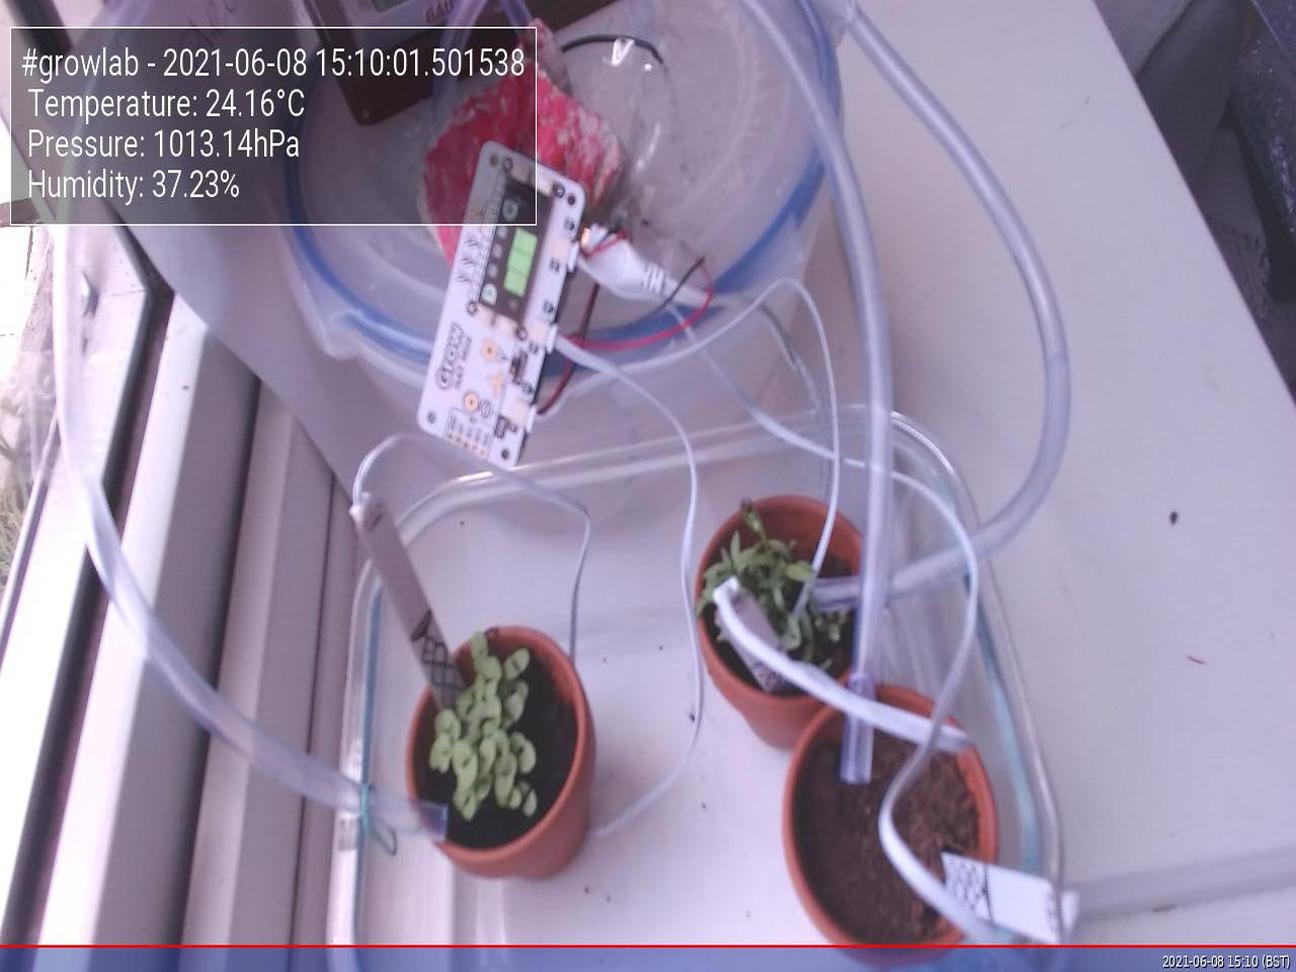 #growlab - 2021-06-08 15:10:01.501538
Temperature: 24.16°C
Pressure: 1013.14hPa
Humidity: 37.23%
GROW
2021-06-08 15:10 (BST)